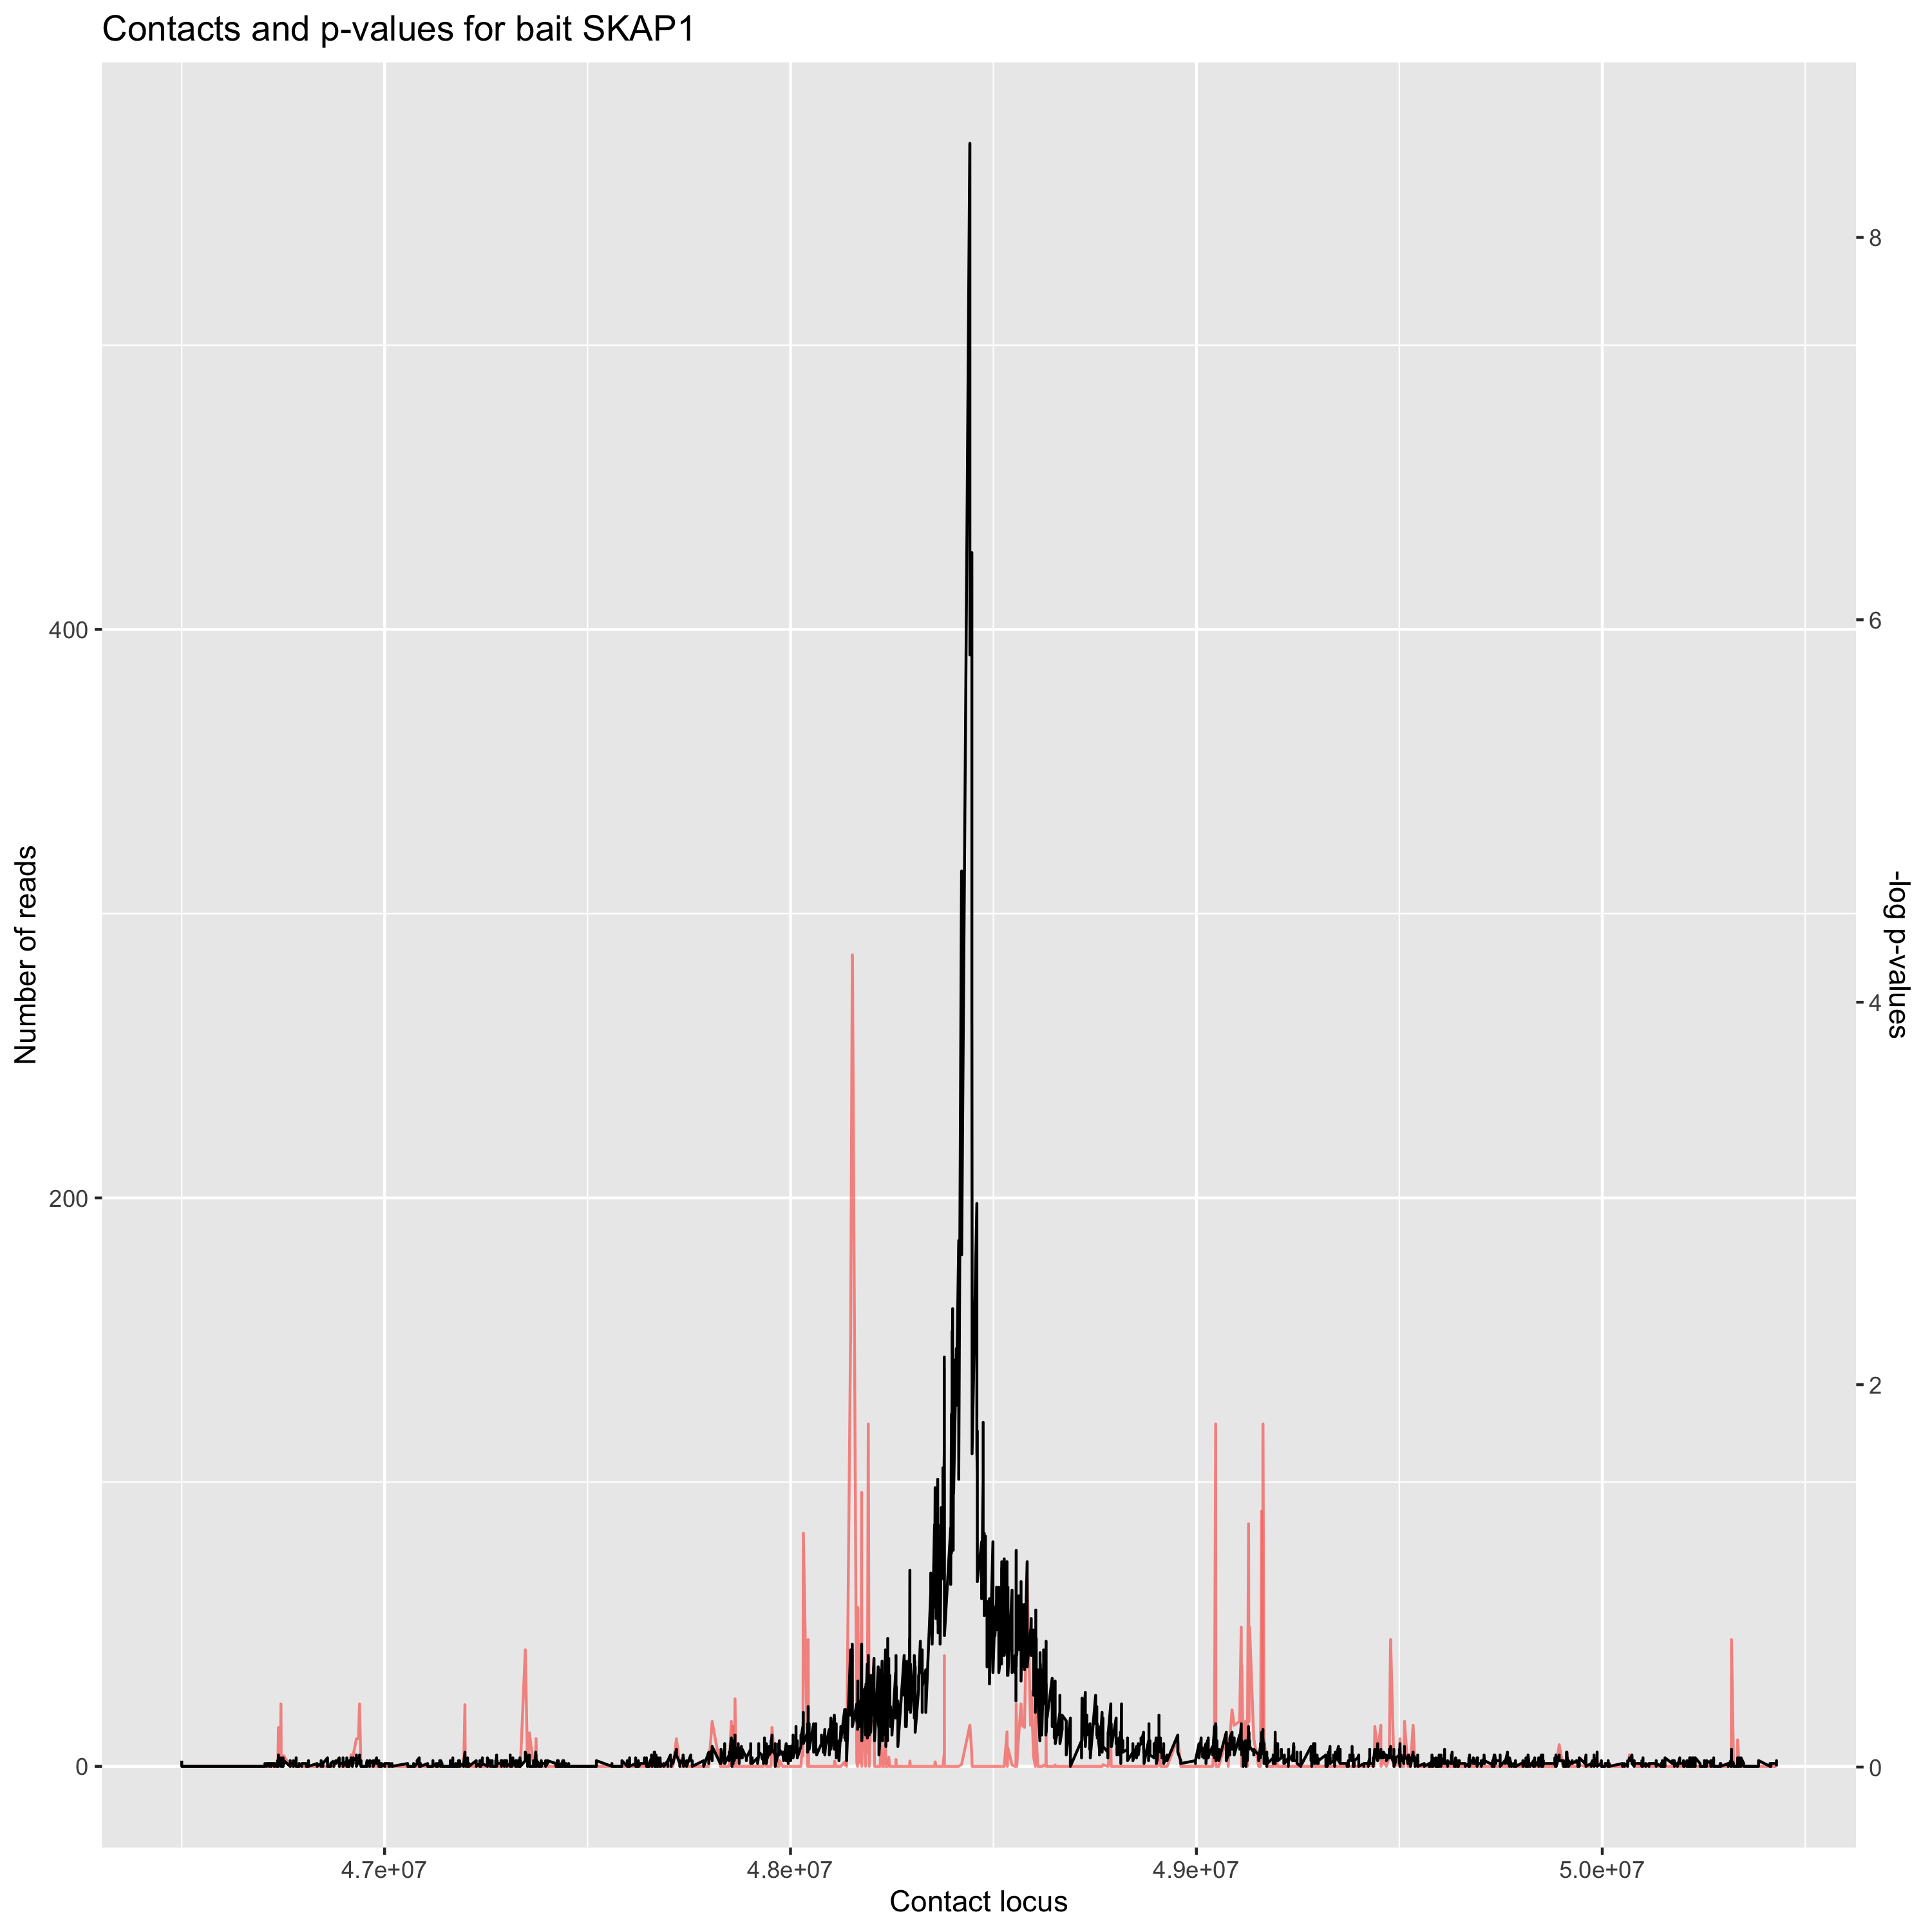 Contacts and p-values for bait SKAP1
Number of reads
400
200
0
8
6
4
2
0
-log p-values
4.7e+07
4.8e+07
4.9e+07
5.0e+07
Contact locus